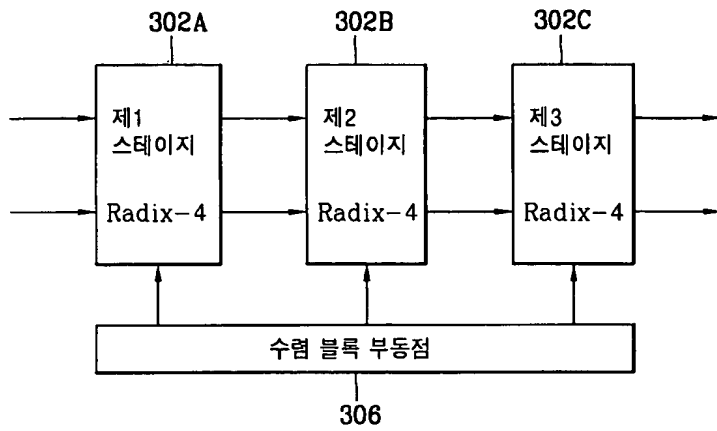 302A
302B
302C
제1
스테이지
Radix-4
제2
스테이지
Radix-4
제3
스테이지
Radix-4
수렴 블록 부동점
306